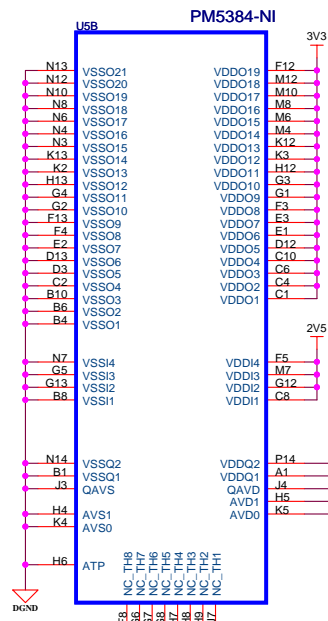 PM5384-NI
U5B
3V3
N13 VSSO21 VDDO19 F12
N12 VSSO20 VDDO18 M12
N10 VSSO19 VDDO17 M10
N8 VSSO18 VDDO16 M8
N6 VSSO17 VDDO15 M6
N4 VSSO16 VDDO14 M4
N3 VSSO15 VDDO13 K12
K13 VSSO14 VDDO12 K3
K2 VSSO13 VDDO11 H12
H13 VSSO12 VDDO10 G3
G4 VSSO11 VDDO9 G1
G2 VSSO10 VDDO8 F3
F13 VSSO9 VDDO7 E3
F4 VSSO8 VDDO6 E1
E2 VSSO7 VDDO5 D12
D13 VSSO6 VDDO4 C10
D3 VSSO5 VDDO3 C6
C2 VSSO4 VDDO2 C4
B10 VSSO3 VDDO1 C1
B6 VSSO2
B4 VSSO1
2V5
N7 VSSI4 VDDI4 F5
G5 VSSI3 VDDI3 M7
G13 VSSI2 VDDI2 G12
B8 VSSI1 VDDI1 C8
N14 VSSQ2 VDDQ2 P14
B1 VSSQ1 VDDQ1 A1
J3 QAVS QAVD J4
AVD1 H5
H4 AVS1 AVD0 K5
K4 AVS0
H6 ATP
NC_TH8
NC_TH7
NC_TH6
NC_TH5
NC_TH4
NC_TH3
NC_TH2
NC_TH1
DGND